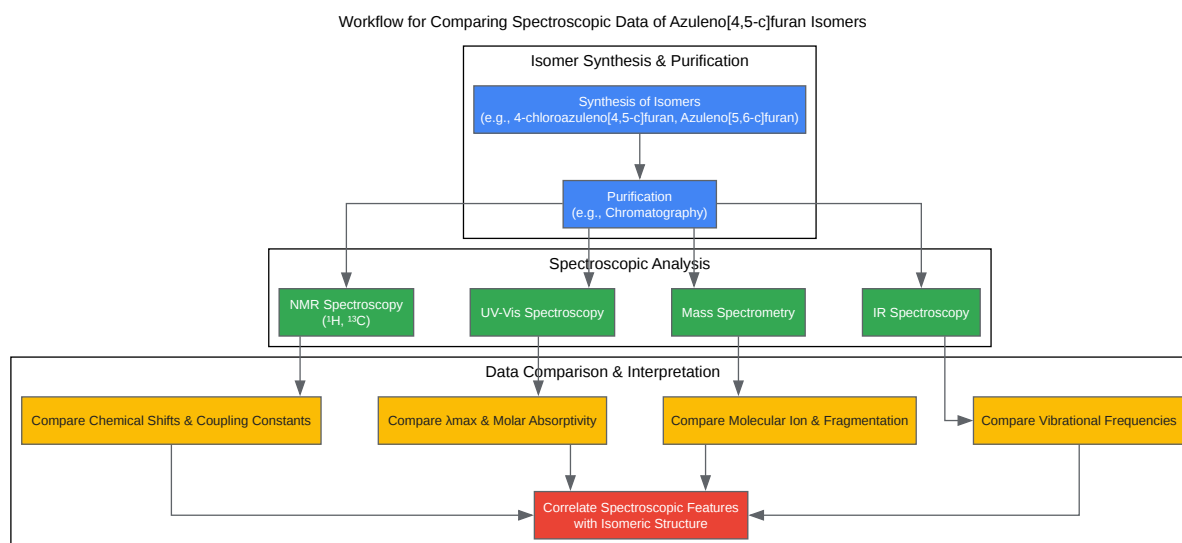 Workflow for Comparing Spectroscopic Data of Azuleno[4,5-c]furan Isomers
Isomer Synthesis & Purification
Synthesis of Isomers
(e.g., 4-chloroazuleno[4,5-c]furan, Azuleno[5,6-c]furan)
Purification
(e.g., Chromatography)
Spectroscopic Analysis
NMR Spectroscopy
(¹H, ¹³C)
UV-Vis Spectroscopy
Mass Spectrometry
IR Spectroscopy
Data Comparison & Interpretation
Compare Chemical Shifts & Coupling Constants
Compare λmax & Molar Absorptivity
Compare Molecular Ion & Fragmentation
Compare Vibrational Frequencies
Correlate Spectroscopic Features
with Isomeric Structure